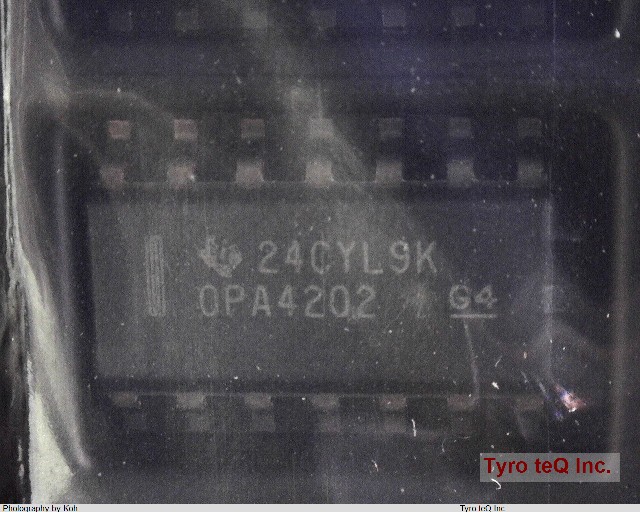 24CYL9K
OPA4202 G4
Tyro teQ Inc.
Photography by Koh Tyro teQ Inc